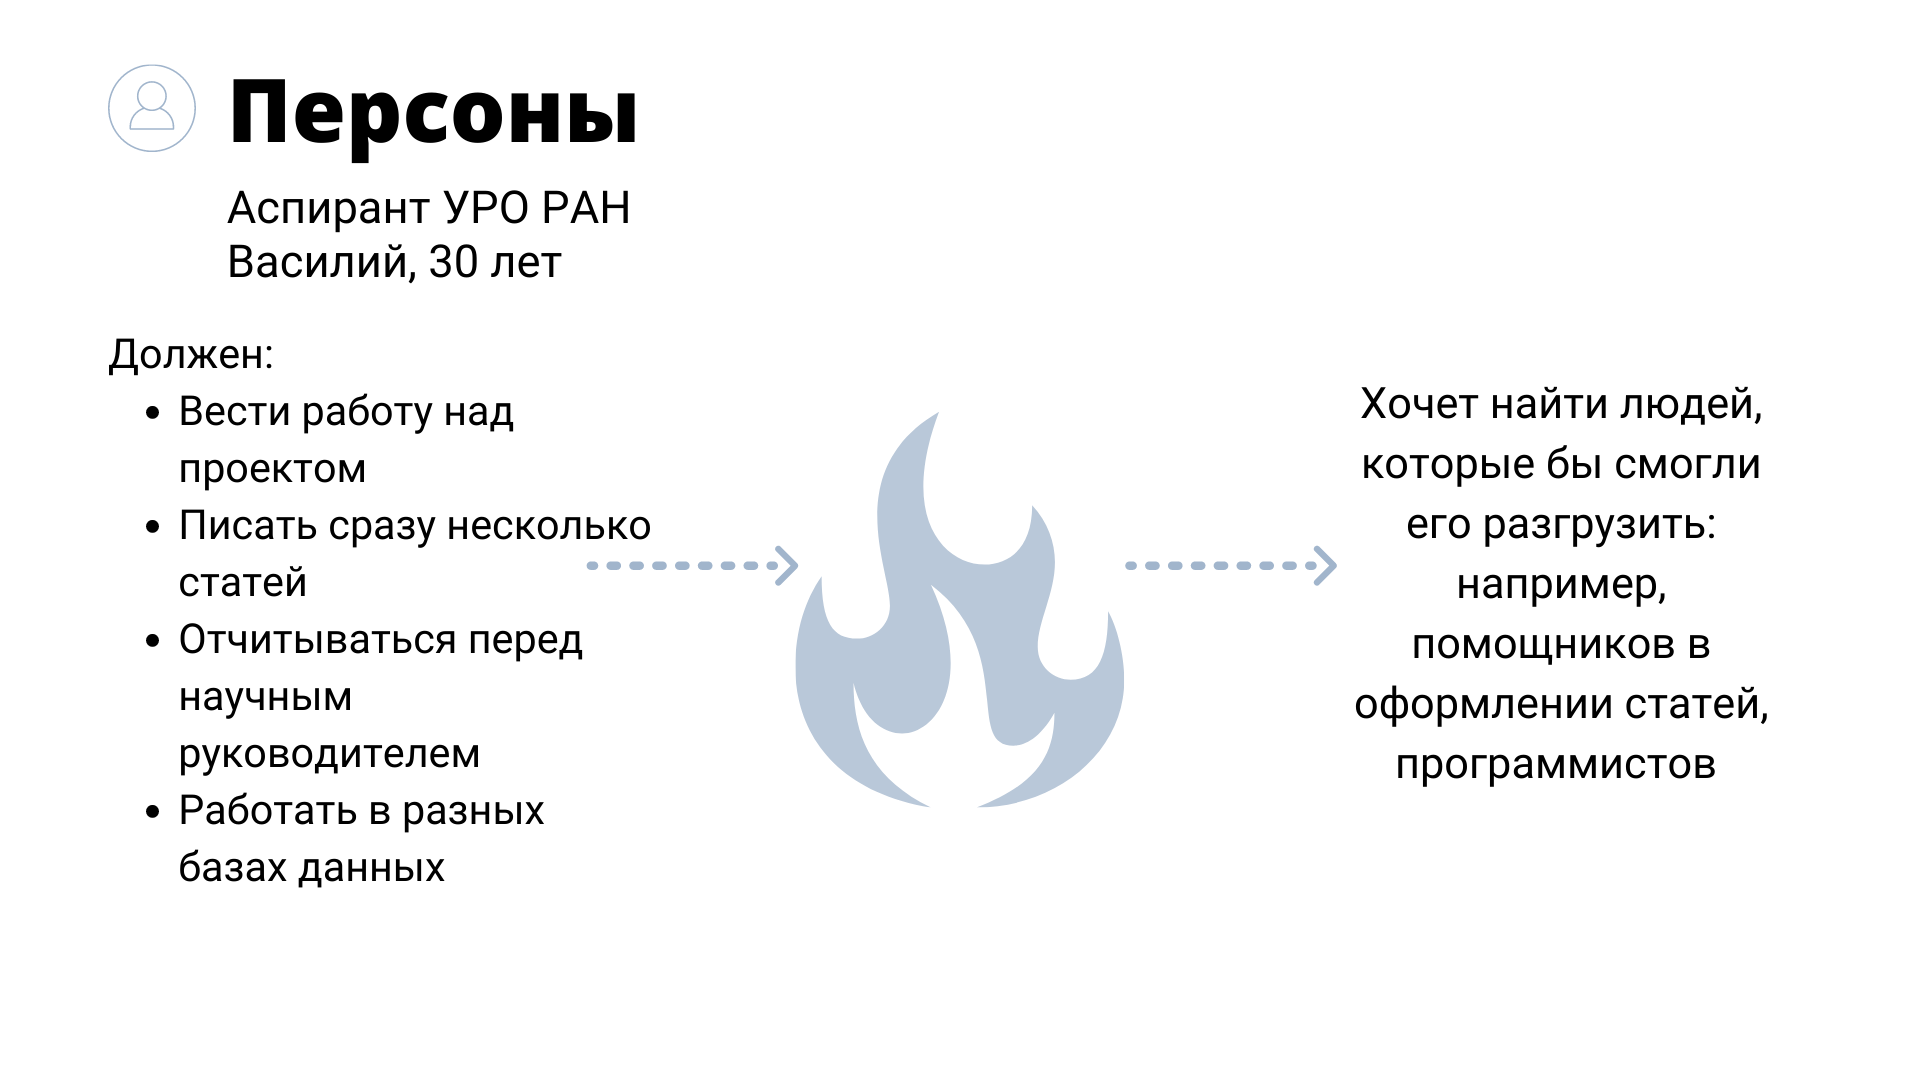 Персоны
Аспирант УРО РАН
Василий, 30 лет
Должен:
• Вести работу над
проектом
• Писать сразу несколько
статей
• Отчитываться перед
научным
руководителем
• Работать в разных
базах данных
Хочет найти людей,
которые бы смогли
его разгрузить:
например,
помощников в
оформлении статей,
программистов